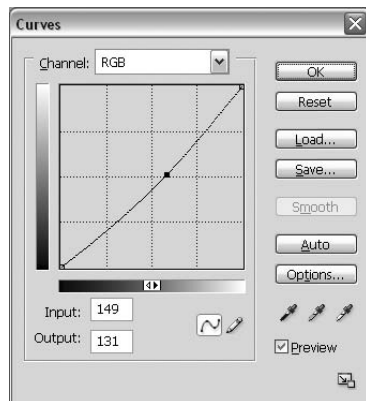 Curves
Channel: RGB
OK
Reset
Load...
Save...
Smooth
Auto
Options...
Input: 149
Output: 131
Preview